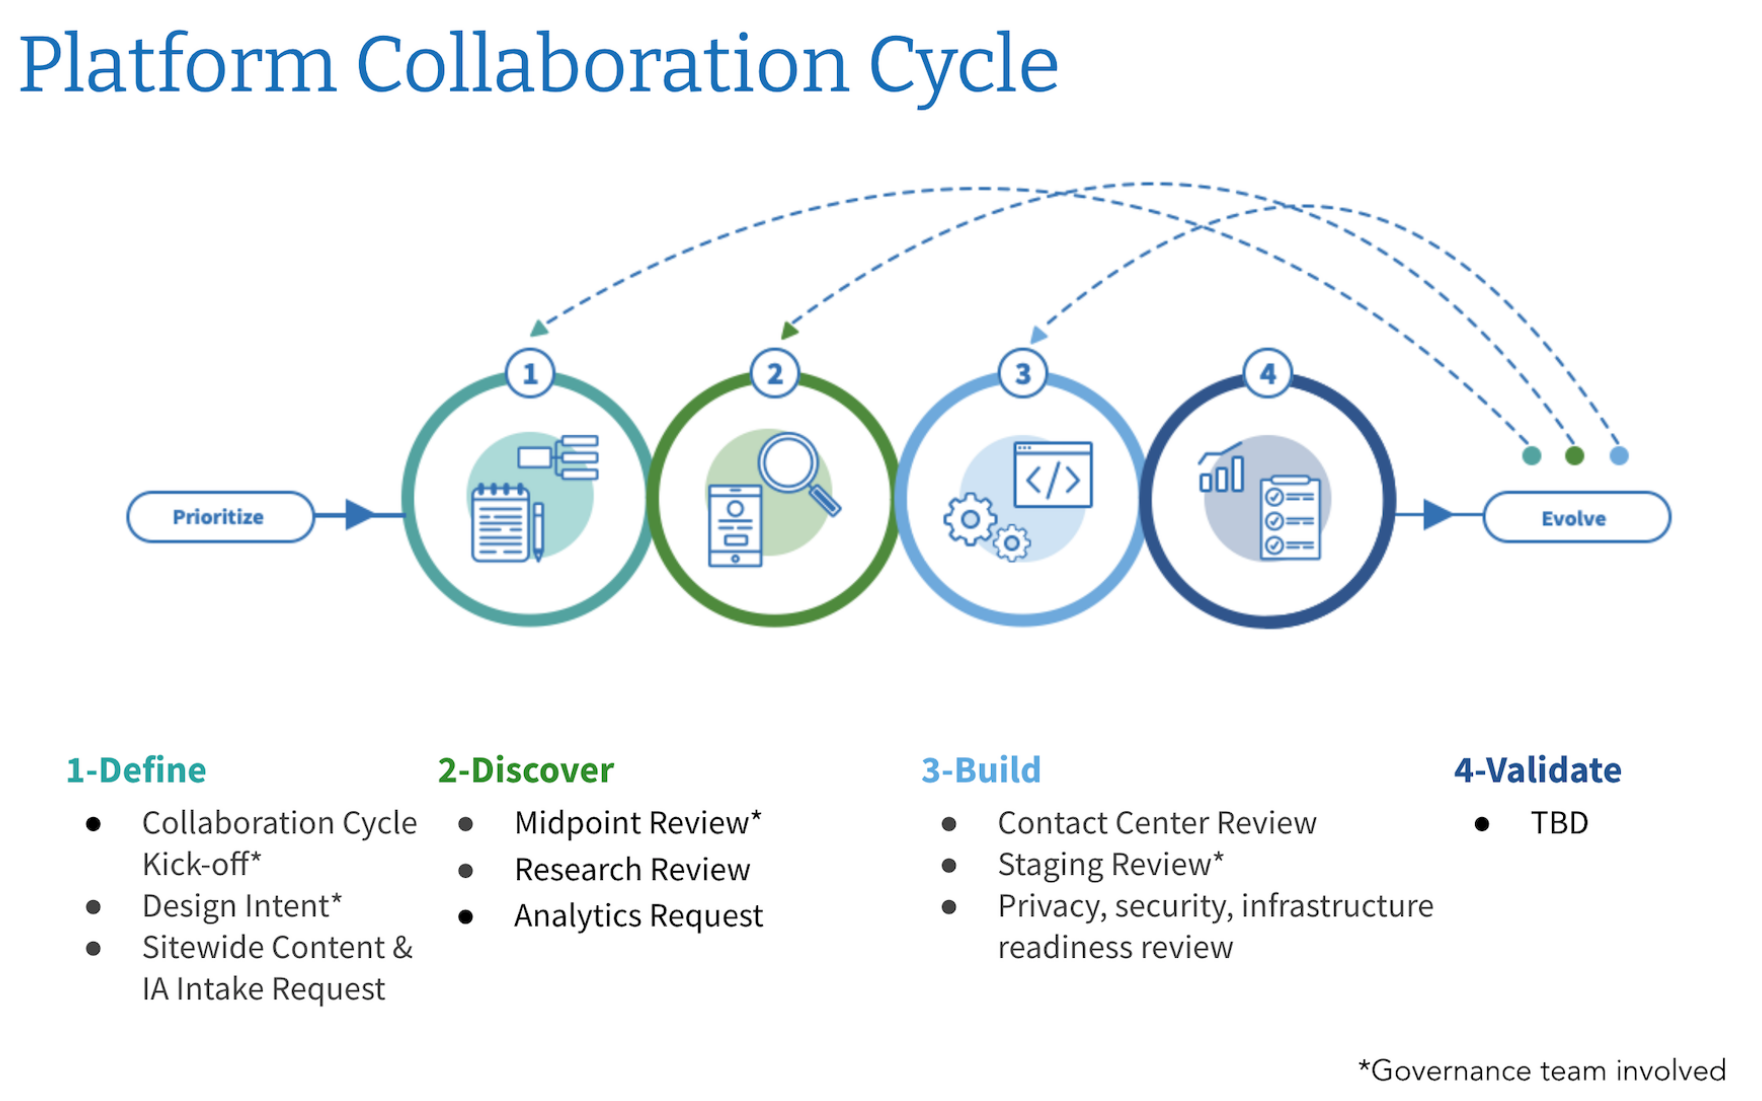 Platform Collaboration Cycle
1
2
3
4
Prioritize
Evolve
</>
1-Define
• Collaboration Cycle
Kick-off*
• Design Intent*
• Sitewide Content &
IA Intake Request
2-Discover
• Midpoint Review*
• Research Review
• Analytics Request
3-Build
• Contact Center Review
• Staging Review*
• Privacy, security, infrastructure
readiness review
4-Validate
• TBD
*Governance team involved